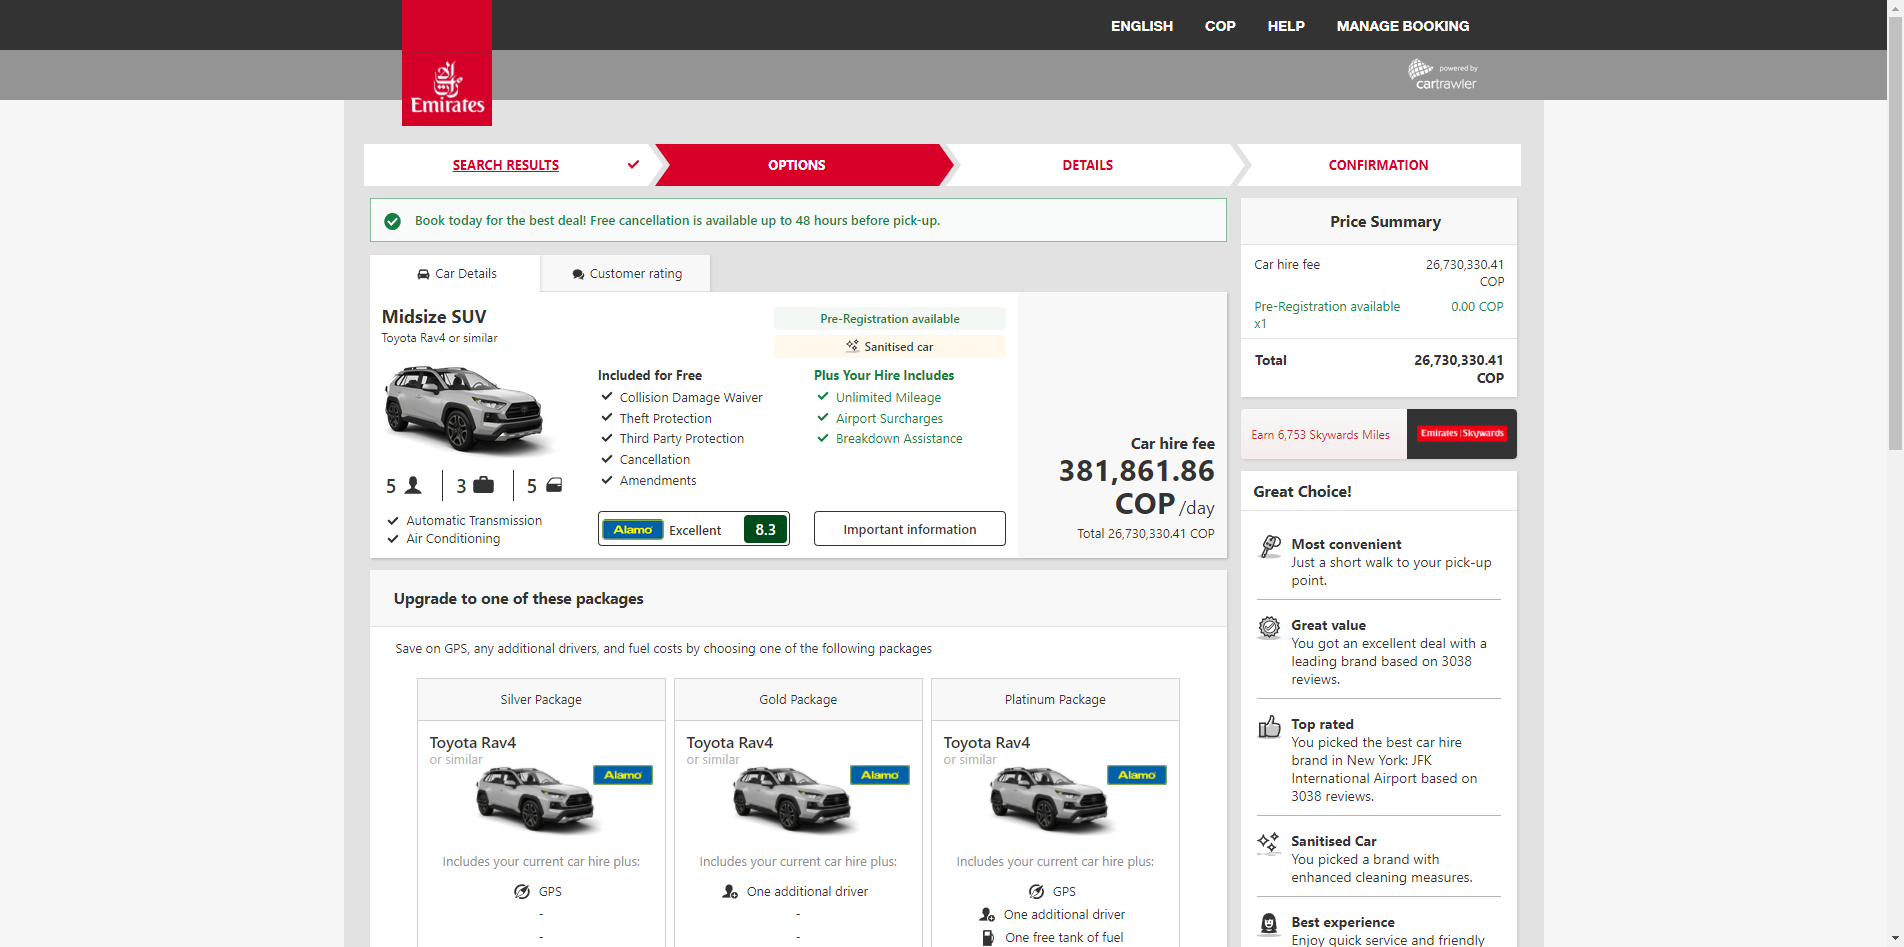 ENGLISH COP HELP MANAGE BOOKING
Emirates
powered by
cartrawler
SEARCH RESULTS
OPTIONS
DETAILS
CONFIRMATION
Book today for the best deal! Free cancellation is available up to 48 hours before pick-up.
Car Details
Customer rating
Midsize SUV
Toyota Rav4 or similar
5 3 5
Automatic Transmission
Air Conditioning
Pre-Registration available
Sanitised car
Included for Free
Collision Damage Waiver
Theft Protection
Third Party Protection
Cancellation
Amendments
Alamo Excellent 8.3
Plus Your Hire Includes
Unlimited Mileage
Airport Surcharges
Breakdown Assistance
Important information
Car hire fee
381,861.86
COP /day
Total 26,730,330.41 COP
Upgrade to one of these packages
Save on GPS, any additional drivers, and fuel costs by choosing one of the following packages
Silver Package
Toyota Rav4
or similar
Alamo
Includes your current car hire plus:
GPS
-
-
Gold Package
Toyota Rav4
or similar
Alamo
Includes your current car hire plus:
One additional driver
-
-
Platinum Package
Toyota Rav4
or similar
Alamo
Includes your current car hire plus:
GPS
One additional driver
One free tank of fuel
Price Summary
Car hire fee 26,730,330.41
COP
Pre-Registration available 0.00 COP
x1
Total 26,730,330.41
COP
Earn 6,753 Skywards Miles
Emirates | Skywards
Great Choice!
Most convenient
Just a short walk to your pick-up
point.
Great value
You got an excellent deal with a
leading brand based on 3038
reviews.
Top rated
You picked the best car hire
brand in New York: JFK
International Airport based on
3038 reviews.
Sanitised Car
You picked a brand with
enhanced cleaning measures.
Best experience
Enjoy quick service and friendly